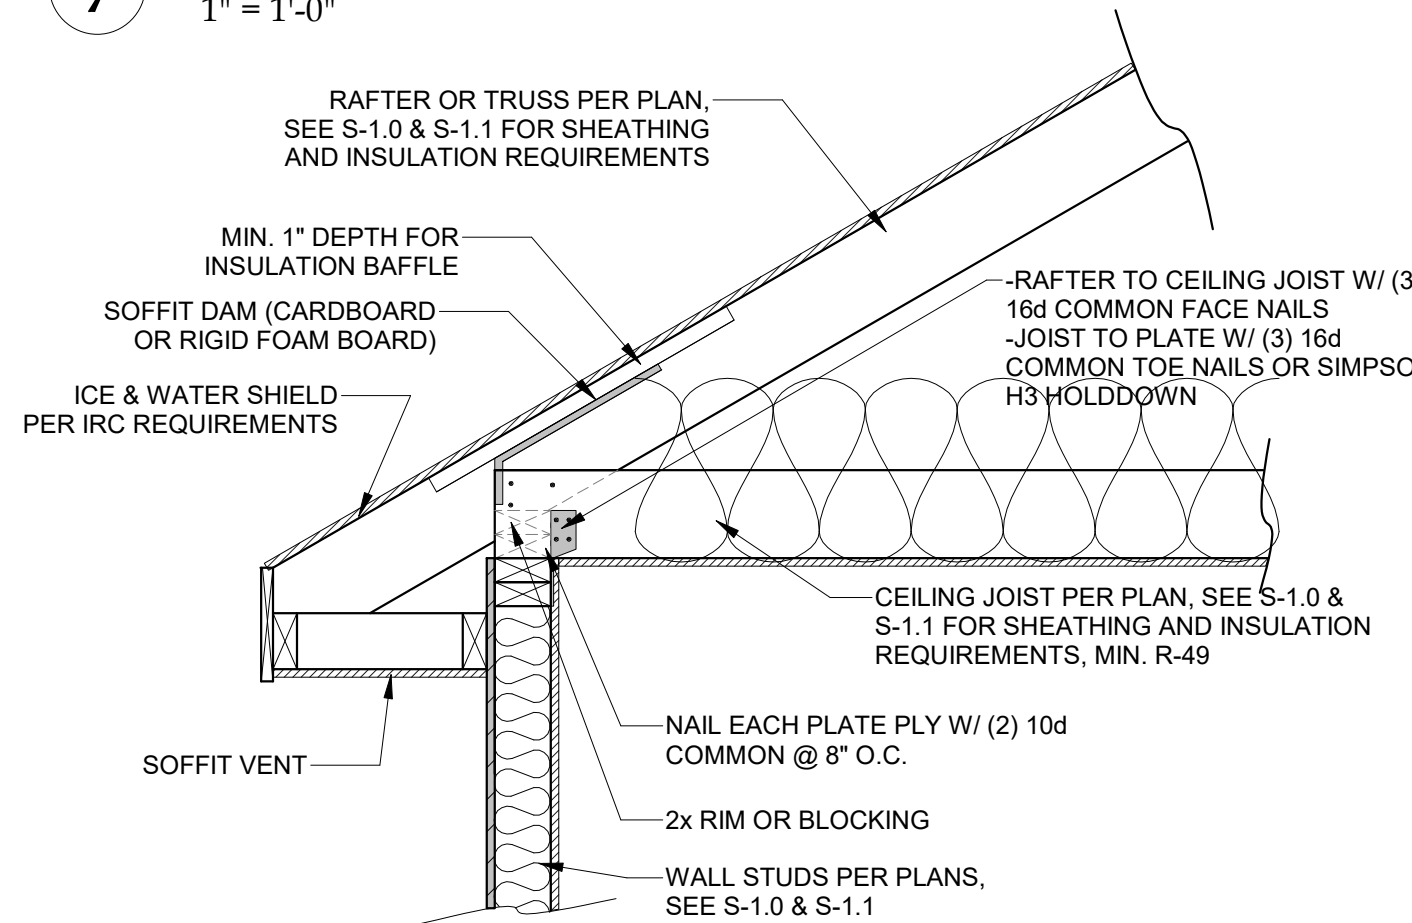 1" = 1'-0"
RAFTER OR TRUSS PER PLAN,
SEE S-1.0 & S-1.1 FOR SHEATHING
AND INSULATION REQUIREMENTS
MIN. 1" DEPTH FOR
INSULATION BAFFLE
SOFFIT DAM (CARDBOARD
OR RIGID FOAM BOARD)
ICE & WATER SHIELD
PER IRC REQUIREMENTS
-RAFTER TO CEILING JOIST W/ (3
16d COMMON FACE NAILS
-JOIST TO PLATE W/ (3) 16d
COMMON TOE NAILS OR SIMPSO
H3 HOLDDOWN
CEILING JOIST PER PLAN, SEE S-1.0 &
S-1.1 FOR SHEATHING AND INSULATION
REQUIREMENTS, MIN. R-49
NAIL EACH PLATE PLY W/ (2) 10d
COMMON @ 8" O.C.
SOFFIT VENT
2x RIM OR BLOCKING
WALL STUDS PER PLANS,
SEE S-1.0 & S-1.1